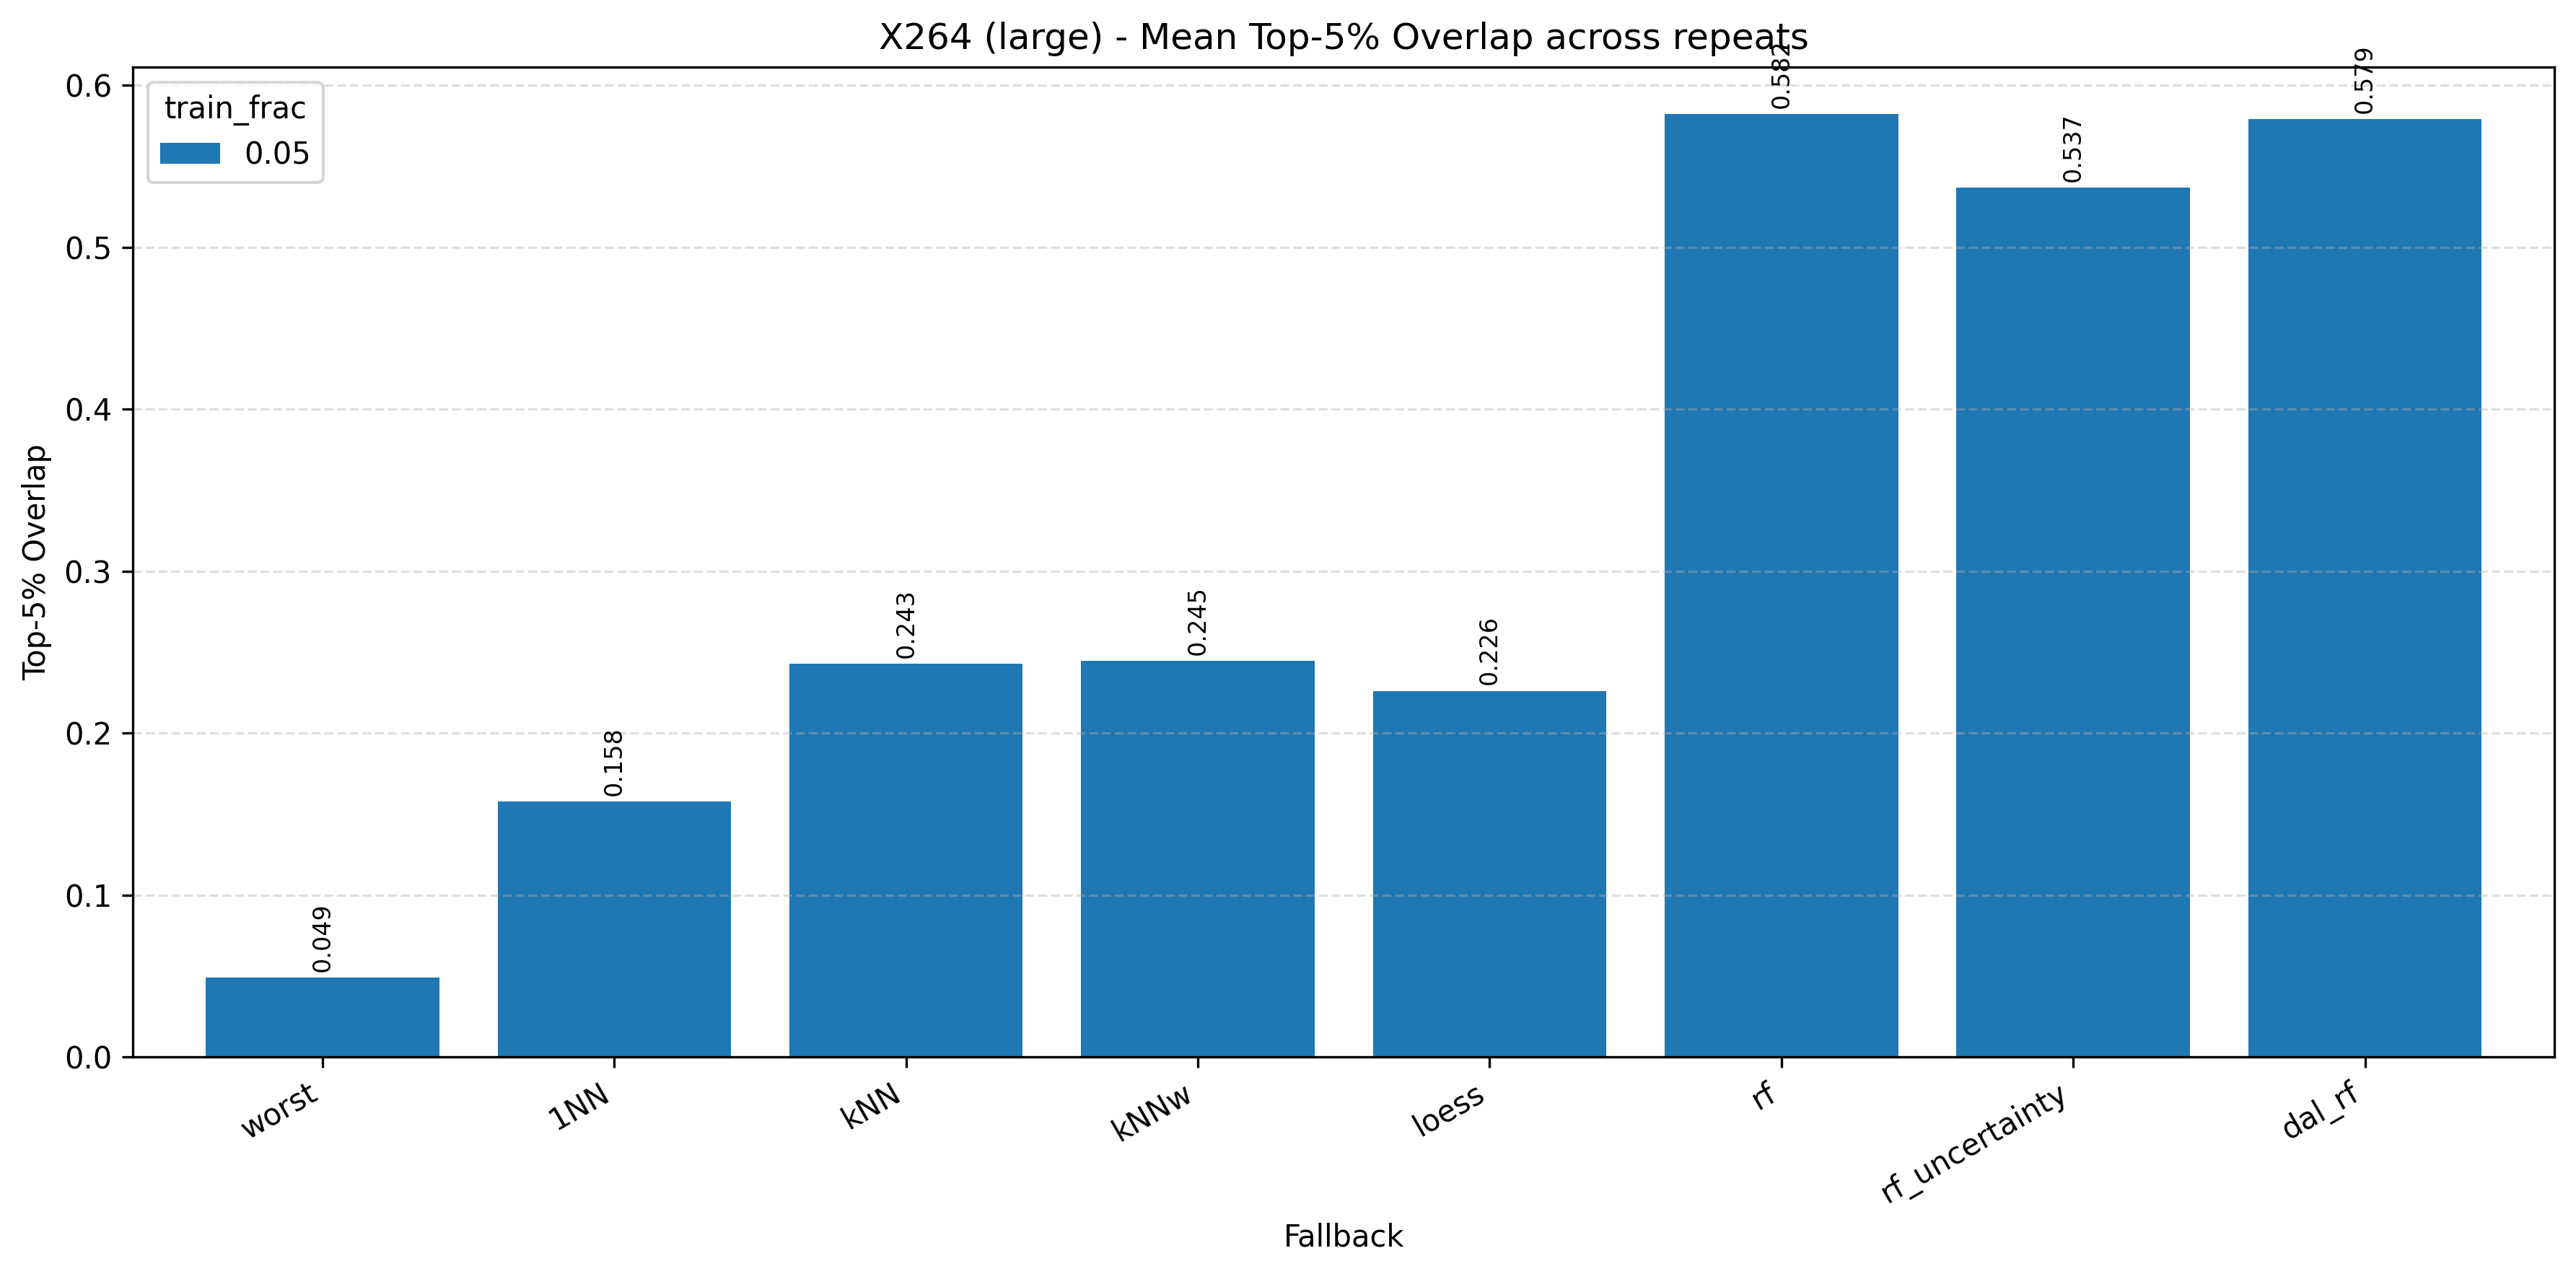 X264 (large) - Mean Top-5% Overlap across repeats
train_frac
0.05
Top-5% Overlap
0.6
0.5
0.4
0.3
0.2
0.1
0.0
0.049
0.158
0.243
0.245
0.226
0.582
0.537
0.579
worst
1NN
kNN
kNNw
loess
rf
rf_uncertainty
dal_rf
Fallback